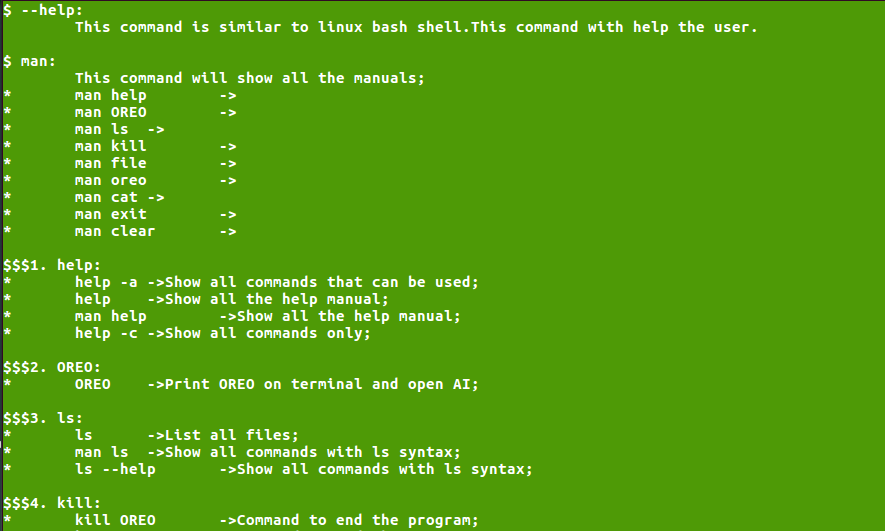 $ --help:
This command is similar to linux bash shell.This command with help the user.
$ man:
This command will show all the manuals;
* man help ->
* man OREO ->
* man ls ->
* man kill ->
* man file ->
* man oreo ->
* man cat ->
* man exit ->
* man clear ->
$$$1. help:
* help -a ->Show all commands that can be used;
* help ->Show all the help manual;
* man help ->Show all the help manual;
* help -c ->Show all commands only;
$$$2. OREO:
* OREO ->Print OREO on terminal and open AI;
$$$3. ls:
* ls ->List all files;
* man ls ->Show all commands with ls syntax;
* ls --help ->Show all commands with ls syntax;
$$$4. kill:
* kill OREO ->Command to end the program;